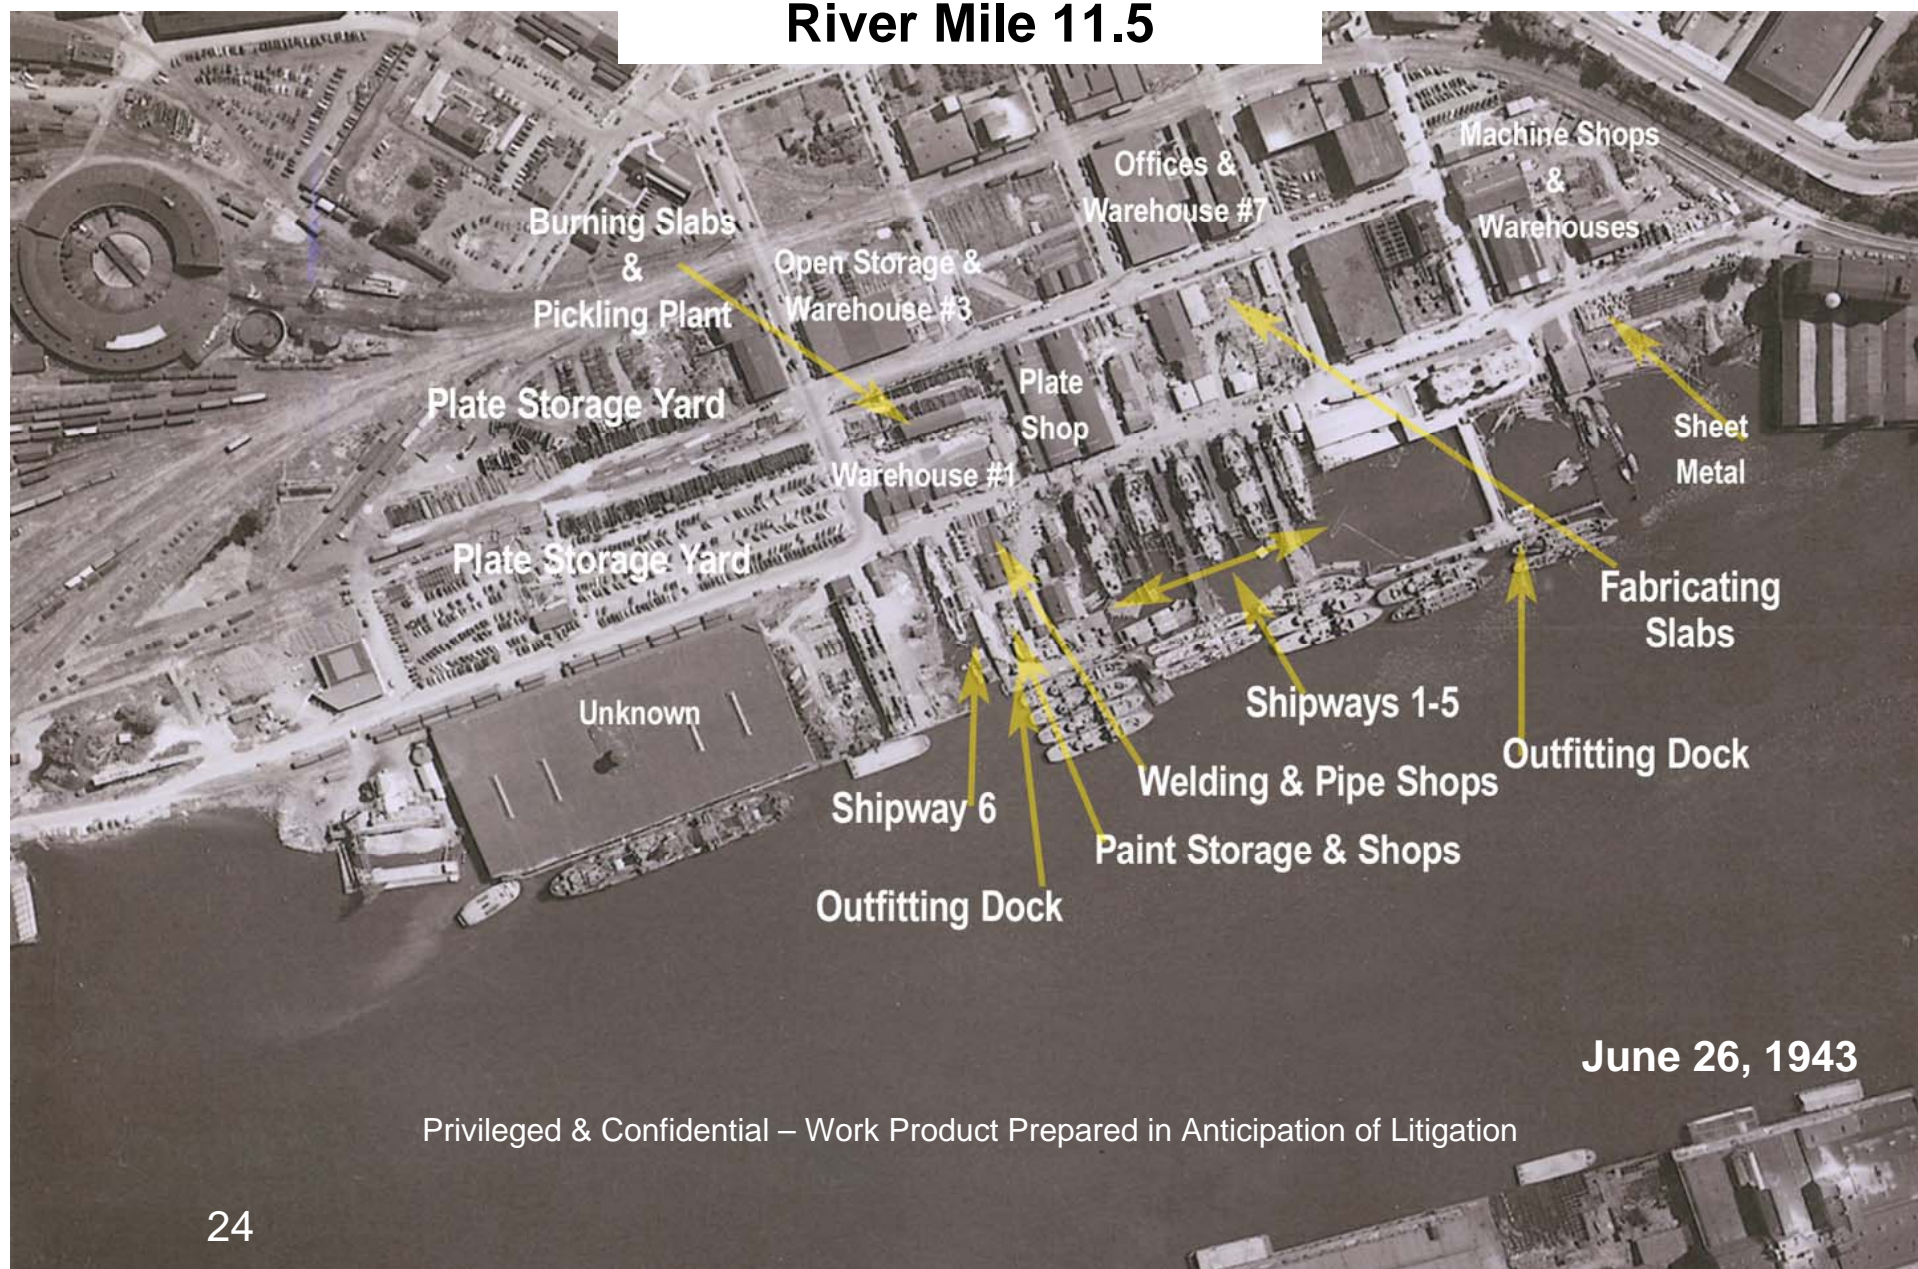 River Mile 11.5
Machine Shops
&
Warehouses
Offices &
Warehouse #7
Burning Slabs
&
Pickling Plant
Open Storage &
Warehouse #3
Plate Storage Yard
Plate
Shop
Sheet
Metal
Warehouse #1
Plate Storage Yard
Fabricating
Slabs
Unknown
Shipways 1-5
Outfitting Dock
Welding & Pipe Shops
Shipway 6
Paint Storage & Shops
Outfitting Dock
June 26, 1943
Privileged & Confidential – Work Product Prepared in Anticipation of Litigation
24